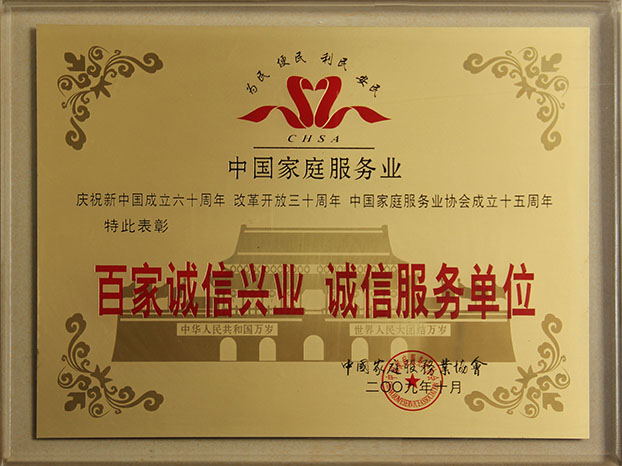 为民 便民 利民 安民
CHSA
中国家庭服务业
庆祝新中国成立六十周年 改革开放三十周年 中国家庭服务业协会成立十五周年
特此表彰
百家诚信兴业 诚信服务单位
中华人民共和国万岁 世界人民大团结万岁
中國家庭服務業協會
二〇〇九年十月